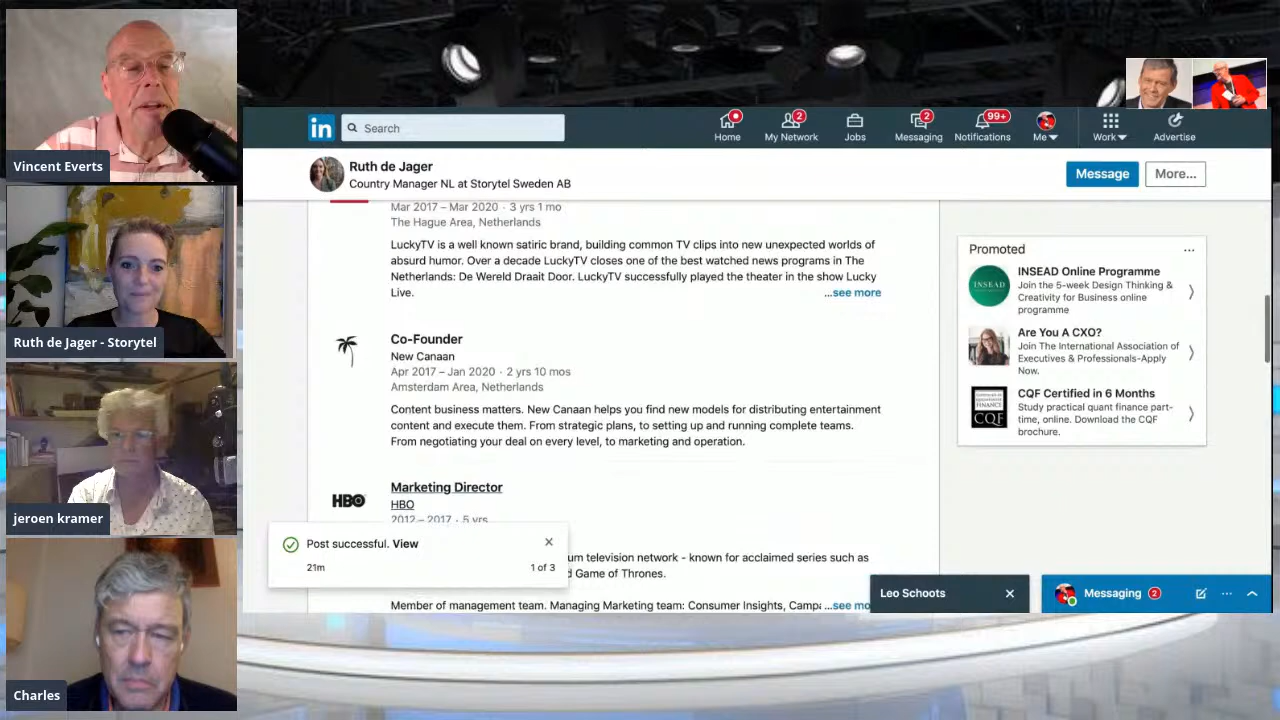 Vincent Everts
Ruth de Jager - Storytel
jeroen kramer
Charles
in
Search
Home
2
My Network
Jobs
2
Messaging
99+
Notifications
Me
Work
Advertise
Ruth de Jager
Country Manager NL at Storytel Sweden AB
Message
More...
Mar 2017 – Mar 2020 · 3 yrs 1 mo
The Hague Area, Netherlands
LuckyTV is a well known satiric brand, building common TV clips into new unexpected worlds of
absurd humor. Over a decade LuckyTV closes one of the best watched news programs in The
Netherlands: De Wereld Draait Door. LuckyTV successfully played the theater in the show Lucky
Live.
...see more
Co-Founder
New Canaan
Apr 2017 – Jan 2020 · 2 yrs 10 mos
Amsterdam Area, Netherlands
Content business matters. New Canaan helps you find new models for distributing entertainment
content and execute them. From strategic plans, to setting up and running complete teams.
From negotiating your deal on every level, to marketing and operation.
HBO
Marketing Director
HBO
2012 – 2017 · 5 yrs
um television network - known for acclaimed series such as
d Game of Thrones.
Member of management team. Managing Marketing team: Consumer Insights, Campa
...see mo
Post successful. View
21m
1 of 3
Promoted
...
INSEAD
INSEAD Online Programme
Join the 5-week Design Thinking &
Creativity for Business online
programme
Are You A CXO?
Join The International Association of
Executives & Professionals-Apply
Now.
CQF
CQF Certified in 6 Months
Study practical quant finance part-
time, online. Download the CQF
brochure.
Leo Schoots
Messaging
2
...